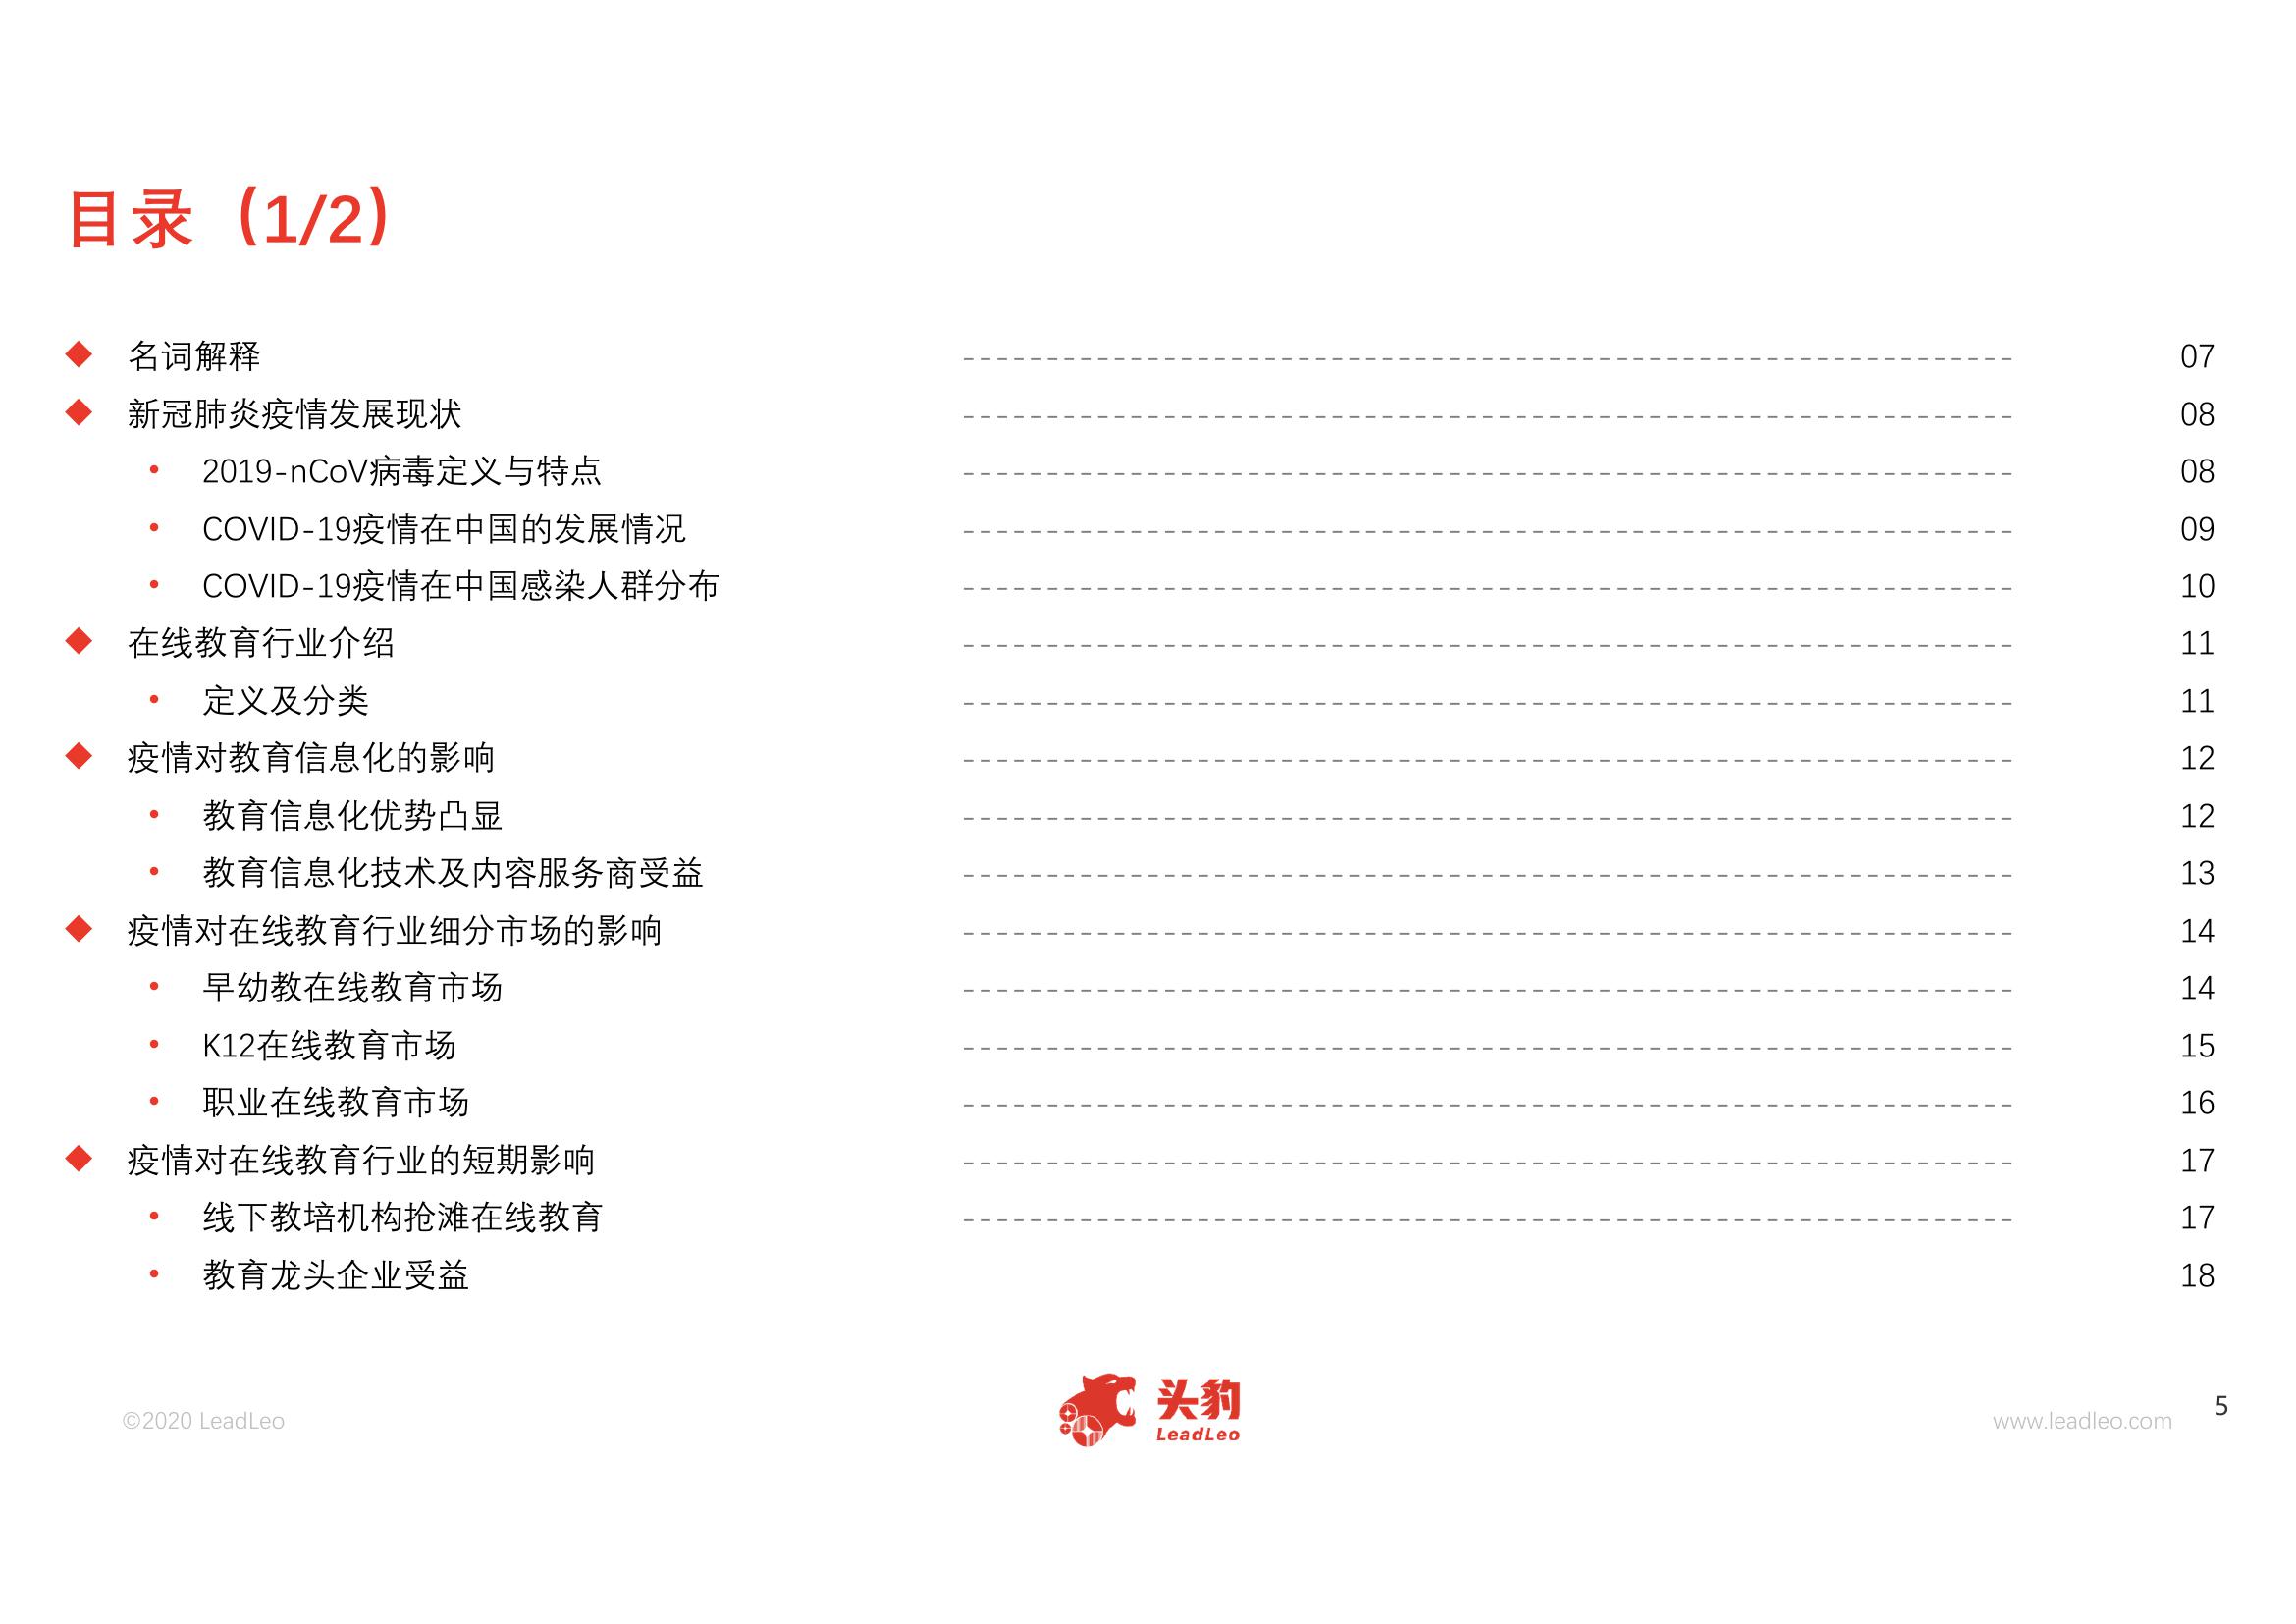 目录（1/2）
◆ 名词解释 07
◆ 新冠肺炎疫情发展现状 08
• 2019-nCoV病毒定义与特点 08
• COVID-19疫情在中国的发展情况 09
• COVID-19疫情在中国感染人群分布 10
◆ 在线教育行业介绍 11
• 定义及分类 11
◆ 疫情对教育信息化的影响 12
• 教育信息化优势凸显 12
• 教育信息化技术及内容服务商受益 13
◆ 疫情对在线教育行业细分市场的影响 14
• 早幼教在线教育市场 14
• K12在线教育市场 15
• 职业在线教育市场 16
◆ 疫情对在线教育行业的短期影响 17
• 线下教培机构抢滩在线教育 17
• 教育龙头企业受益 18
©2020 LeadLeo
头豹
LeadLeo
www.leadleo.com
5